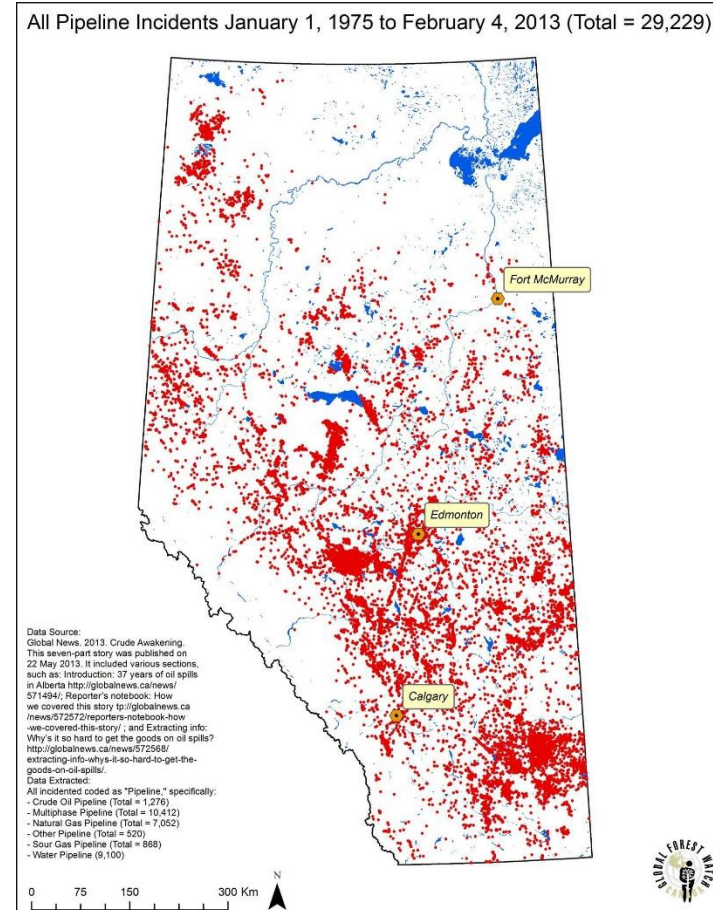 All Pipeline Incidents January 1, 1975 to February 4, 2013 (Total = 29,229)
Fort McMurray
Edmonton
Calgary
Data Source:
Global News. 2013. Crude Awakening.
This seven-part story was published on
22 May 2013. It included various sections,
such as: Introduction: 37 years of oil spills
in Alberta http://globalnews.ca/news/
571494/; Reporter's notebook: How
we covered this story tp://globalnews.ca
/news/572572/reporters-notebook-how
-we-covered-this-story/ ; and Extracting info:
Why's it so hard to get the goods on oil spills?
http://globalnews.ca/news/572568/
extracting-info-whys-it-so-hard-to-get-the-
goods-on-oil-spills/.
Data Extracted:
All incidented coded as "Pipeline," specifically:
- Crude Oil Pipeline (Total = 1,276)
- Multiphase Pipeline (Total = 10,412)
- Natural Gas Pipeline (Total = 7,052)
- Other Pipeline (Total = 520)
- Sour Gas Pipeline (Total = 868)
- Water Pipeline (9,100)
0 75 150 300 Km
N
GLOBAL FOREST WATCH
CANADA